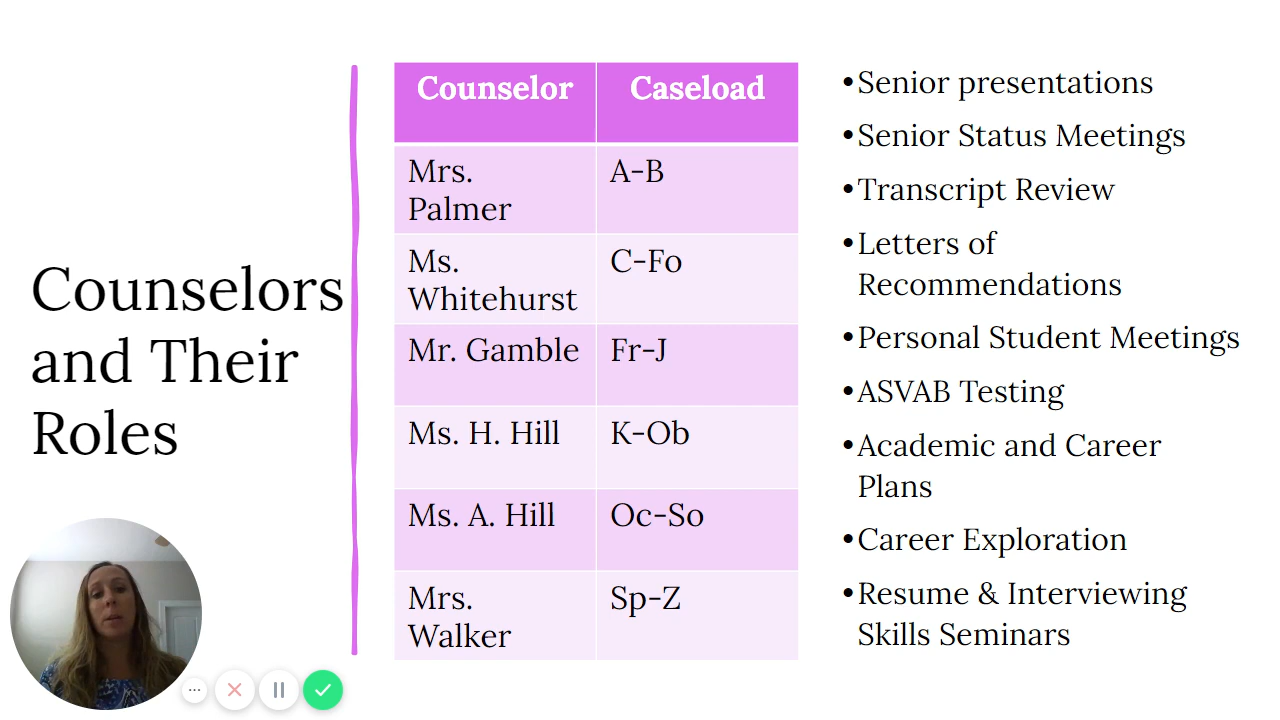 Counselors
and Their
Roles
Counselor
Caseload
Mrs.
Palmer
A-B
Ms.
Whitehurst
C-Fo
Mr. Gamble
Fr-J
Ms. H. Hill
K-Ob
Ms. A. Hill
Oc-So
Mrs.
Walker
Sp-Z
•Senior presentations
•Senior Status Meetings
•Transcript Review
•Letters of
Recommendations
•Personal Student Meetings
•ASVAB Testing
•Academic and Career
Plans
•Career Exploration
•Resume & Interviewing
Skills Seminars